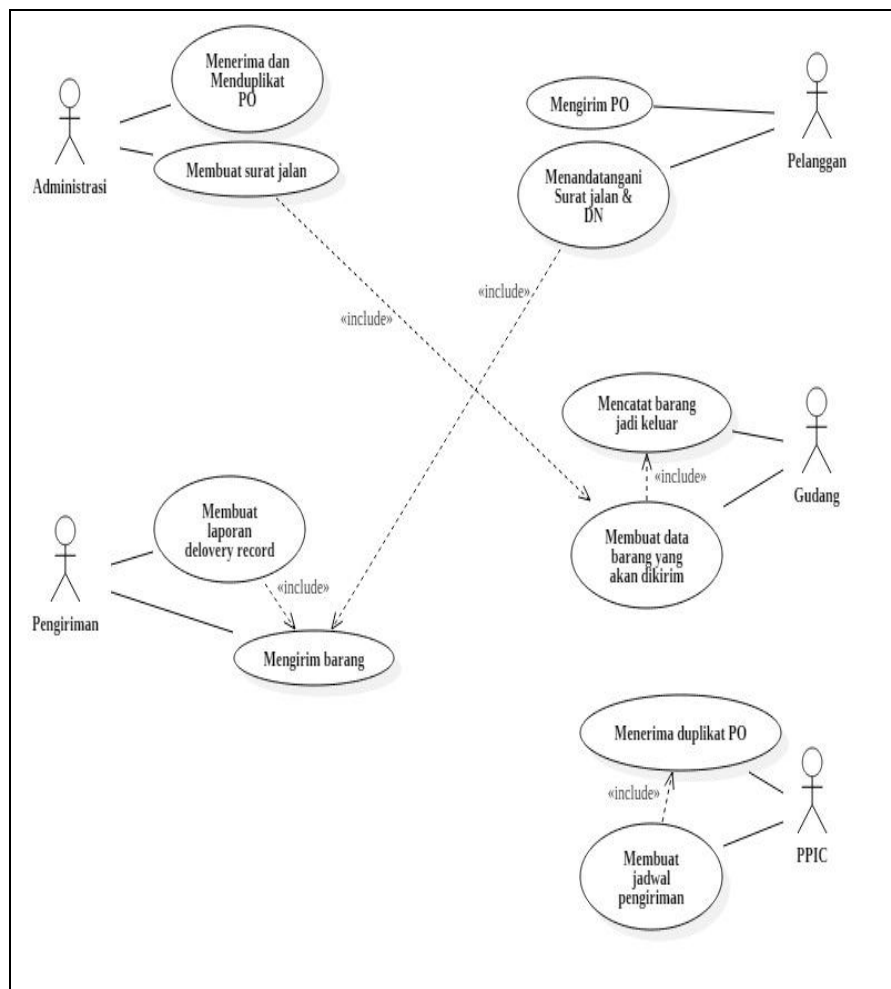 Menerima dan
Menduplikat
PO
Administrasi
Membuat surat jalan
Mengirim PO
Pelanggan
Menandatangani
Surat jalan &
DN
«include»
«include»
Mencatat barang
jadi keluar
«include»
Gudang
Membuat data
barang yang
akan dikirim
Membuat
laporan
delovery record
«include»
Pengiriman
Mengirim barang
Menerima duplikat PO
«include»
PPIC
Membuat
jadwal
pengiriman